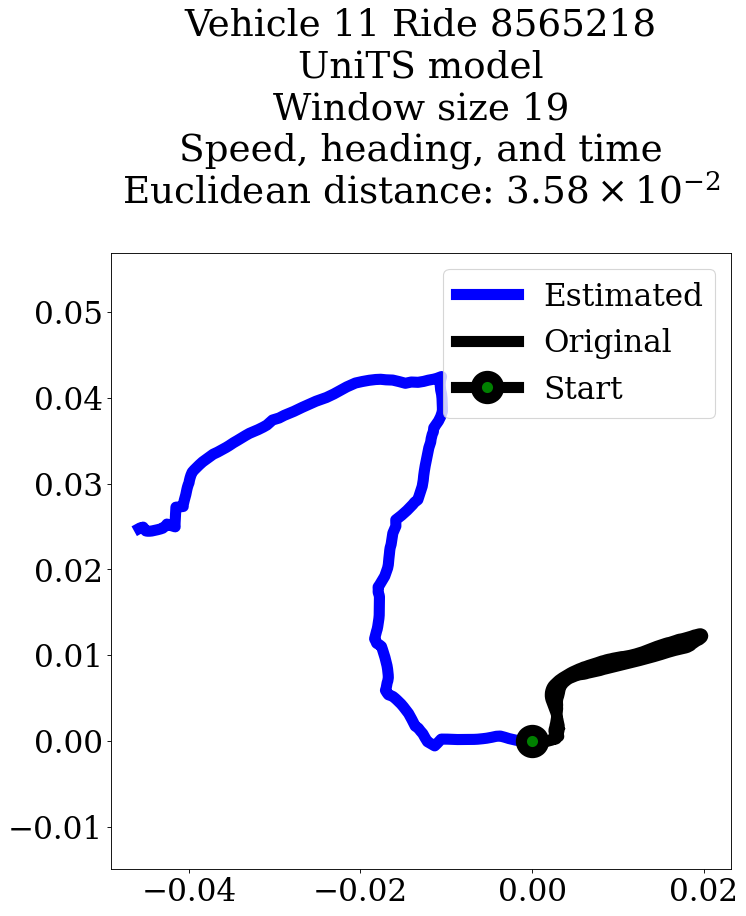 Vehicle 11 Ride 8565218
UniTS model
Window size 19
Speed, heading, and time
Euclidean distance: 3.58 × 10⁻²
Estimated
Original
Start
0.05
0.04
0.03
0.02
0.01
0.00
−0.01
−0.04
−0.02
0.00
0.02